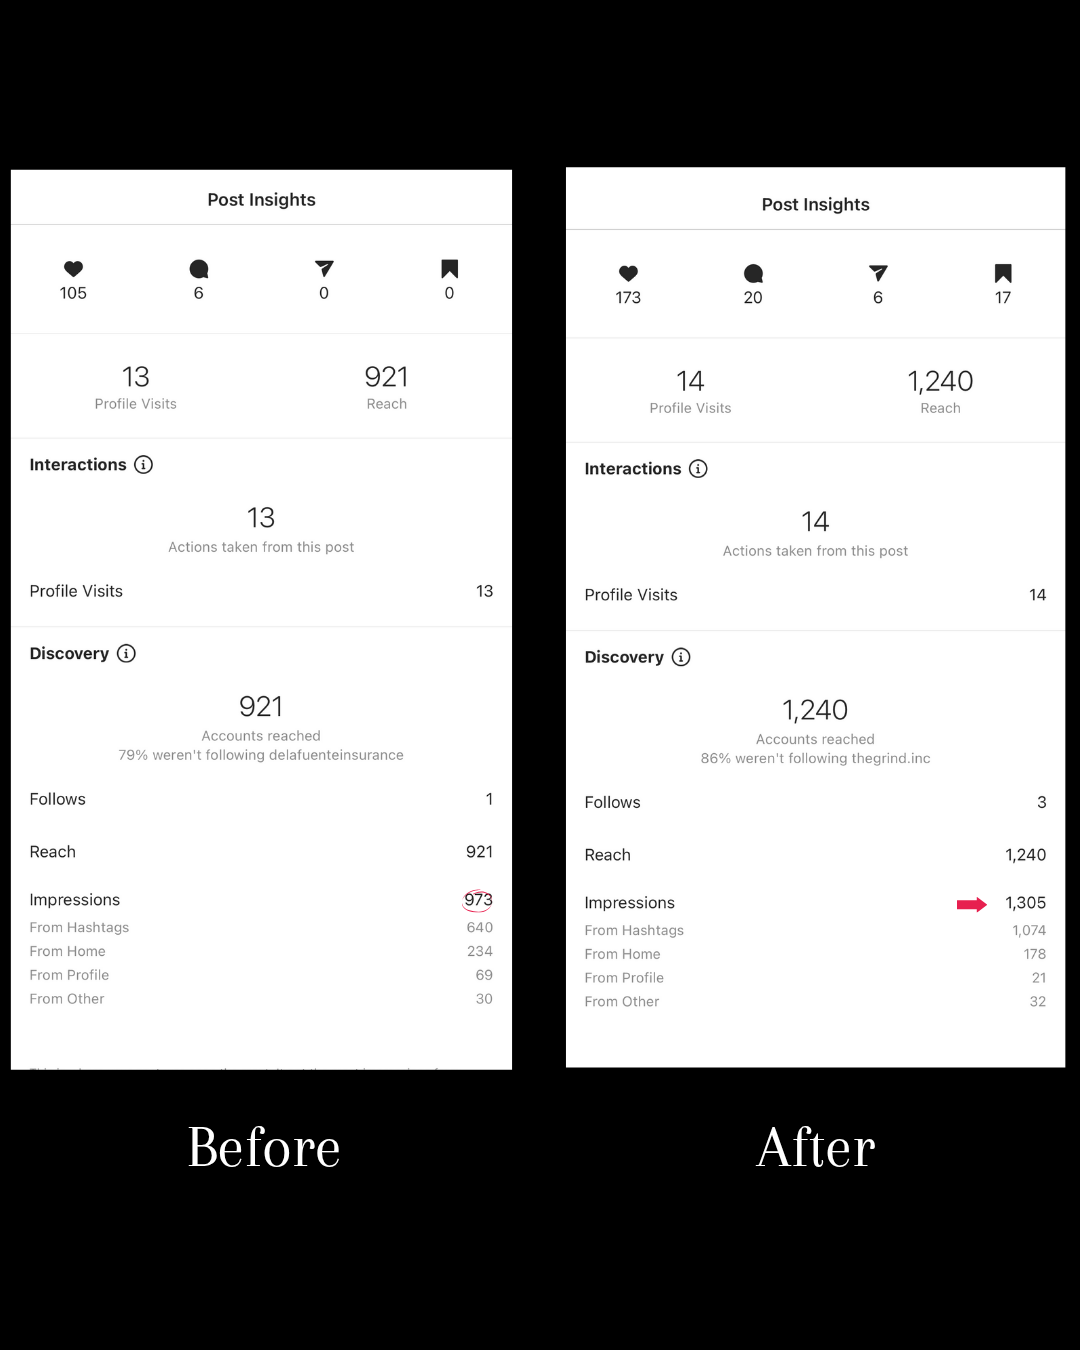 Post Insights
105 6 0 0
13 921
Profile Visits Reach
Interactions
13
Actions taken from this post
Profile Visits 13
Discovery
921
Accounts reached
79% weren't following delafuenteinsurance
Follows 1
Reach 921
Impressions 973
From Hashtags 640
From Home 234
From Profile 69
From Other 30
Before
Post Insights
173 20 6 17
14 1,240
Profile Visits Reach
Interactions
14
Actions taken from this post
Profile Visits 14
Discovery
1,240
Accounts reached
86% weren't following thegrind.inc
Follows 3
Reach 1,240
Impressions 1,305
From Hashtags 1,074
From Home 178
From Profile 21
From Other 32
After